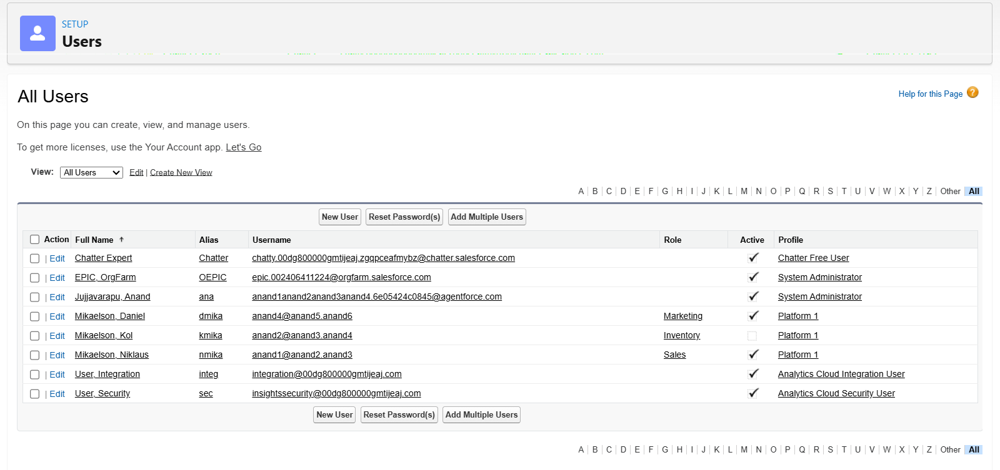 SETUP
Users
All Users
Help for this Page ?
On this page you can create, view, and manage users.
To get more licenses, use the Your Account app. Let's Go
View: All Users Edit | Create New View
A | B | C | D | E | F | G | H | I | J | K | L | M | N | O | P | Q | R | S | T | U | V | W | X | Y | Z | Other | All
New User Reset Password(s) Add Multiple Users
Action Full Name ↑ Alias Username Role Active Profile
| Edit Chatter Expert Chatter chatty.00dg800000gmtijeaj.zgqpceafmybz@chatter.salesforce.com Chatter Free User
| Edit EPIC, OrgFarm OEPIC epic.002406411224@orgfarm.salesforce.com System Administrator
| Edit Jujjavarapu, Anand ana anand1anand2anand3anand4.6e05424c0845@agentforce.com System Administrator
| Edit Mikaelson, Daniel dmika anand4@anand5.anand6 Marketing Platform 1
| Edit Mikaelson, Kol kmika anand2@anand3.anand4 Inventory Platform 1
| Edit Mikaelson, Niklaus nmika anand1@anand2.anand3 Sales Platform 1
| Edit User, Integration integ integration@00dg800000gmtijeaj.com Analytics Cloud Integration User
| Edit User, Security sec insightssecurity@00dg800000gmtijeaj.com Analytics Cloud Security User
New User Reset Password(s) Add Multiple Users
A | B | C | D | E | F | G | H | I | J | K | L | M | N | O | P | Q | R | S | T | U | V | W | X | Y | Z | Other | All